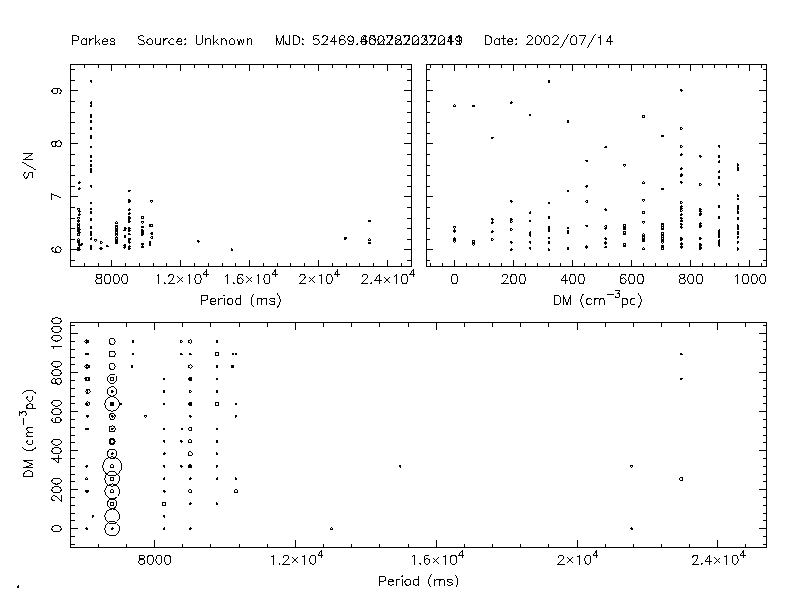 Parkes Source: Unknown MJD: Date: 2002/07/14
S/N
9
8
7
6
8000 1.2×10⁴ 1.6×10⁴ 2×10⁴ 2.4×10⁴
Period (ms)
0 200 400 600 800 1000
DM (cm⁻³pc)
DM (cm⁻³pc)
1000
800
600
400
200
0
8000 1.2×10⁴ 1.6×10⁴ 2×10⁴ 2.4×10⁴
Period (ms)